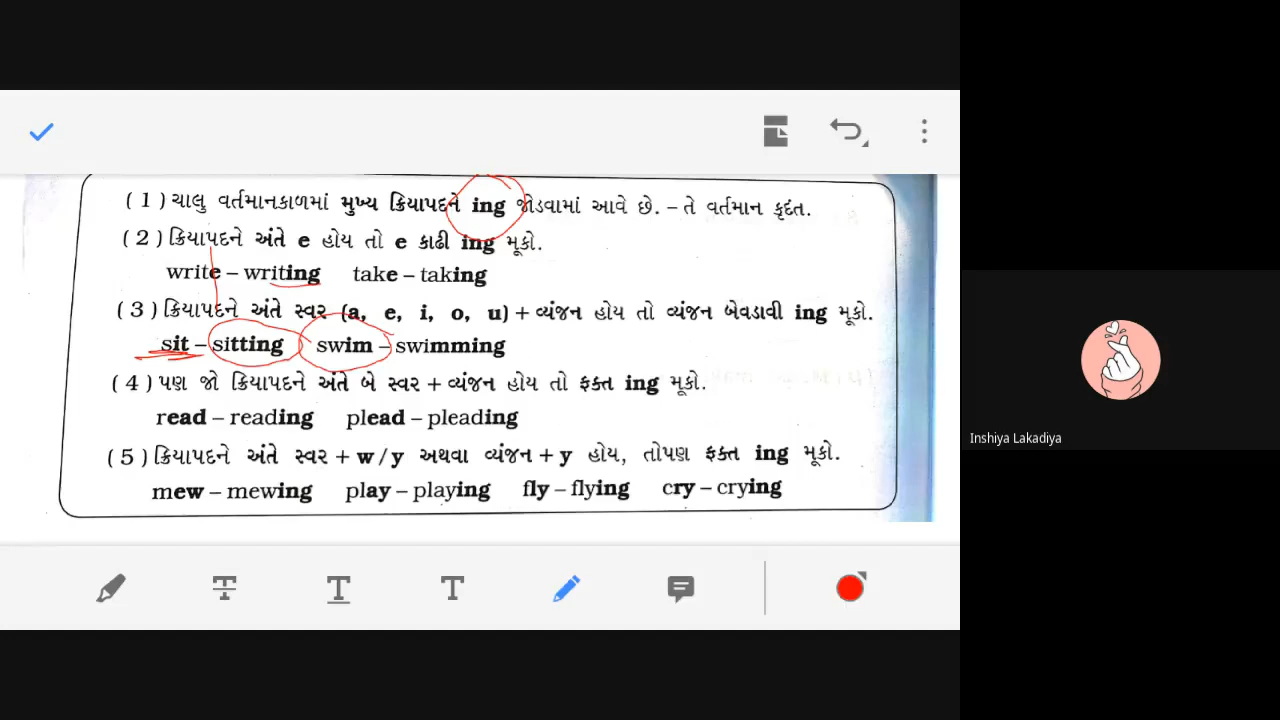 (1) ચાલુ વર્તમાનકાળમાં મુખ્ય ક્રિયાપદને ing જોડવામાં આવે છે. – તે વર્તમાન કૃદંત.
(2) ક્રિયાપદને અંતે e હોય તો e કાઢી ing મૂકો.
write – writing take – taking
(3) ક્રિયાપદને અંતે સ્વર (a, e, i, o, u) + વ્યંજન હોય તો વ્યંજન બેવડાવી ing મૂકો.
sit – sitting swim – swimming
(4) પણ જો ક્રિયાપદને અંતે બે સ્વર + વ્યંજન હોય તો ફક્ત ing મૂકો.
read – reading plead – pleading
(5) ક્રિયાપદને અંતે સ્વર + w/y અથવા વ્યંજન + y હોય, તોપણ ફક્ત ing મૂકો.
mew – mewing play – playing fly – flying cry – crying
T T T
Inshiya Lakadiya